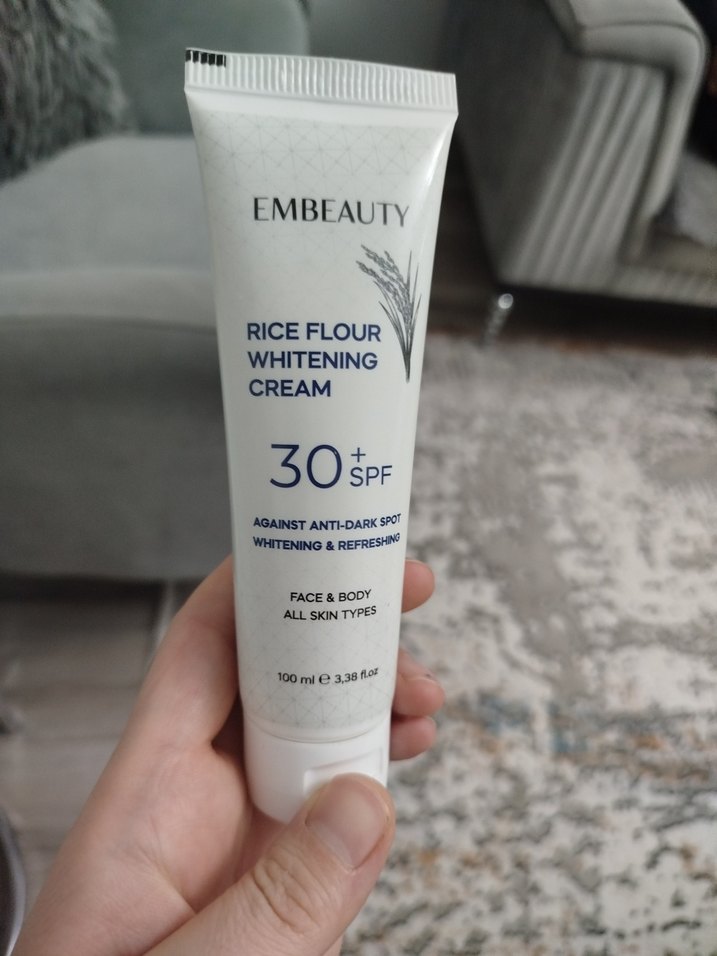 EMBEAUTY
RICE FLOUR
WHITENING
CREAM
30+
SPF
AGAINST ANTI-DARK SPOT
WHITENING & REFRESHING
FACE & BODY
ALL SKIN TYPES
100 ml ℮ 3,38 fl.oz